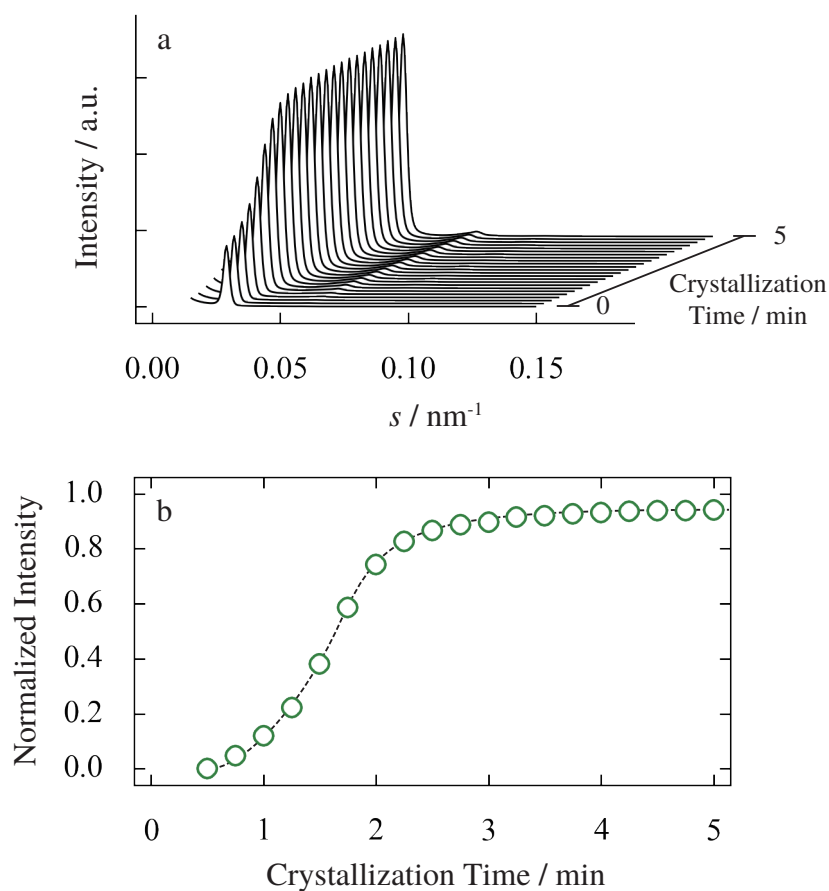 a
Intensity / a.u.
5
Crystallization
Time / min
0
0.00 0.05 0.10 0.15
s / nm-1
b
1.0
0.8
0.6
0.4
0.2
0.0
Normalized Intensity
0 1 2 3 4 5
Crystallization Time / min